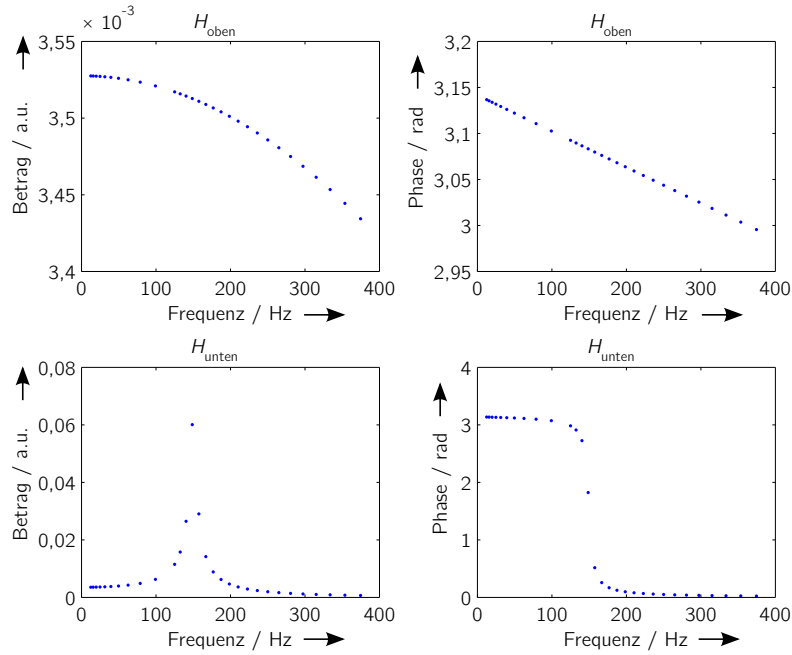 × 10⁻³
H_oben
3,55
3,5
3,45
3,4
Betrag / a.u.
0 100 200 300 400
Frequenz / Hz
H_oben
3,2
3,15
3,1
3,05
3
2,95
Phase / rad
0 100 200 300 400
Frequenz / Hz
H_unten
0,08
0,06
0,04
0,02
0
Betrag / a.u.
0 100 200 300 400
Frequenz / Hz
H_unten
4
3
2
1
0
Phase / rad
0 100 200 300 400
Frequenz / Hz